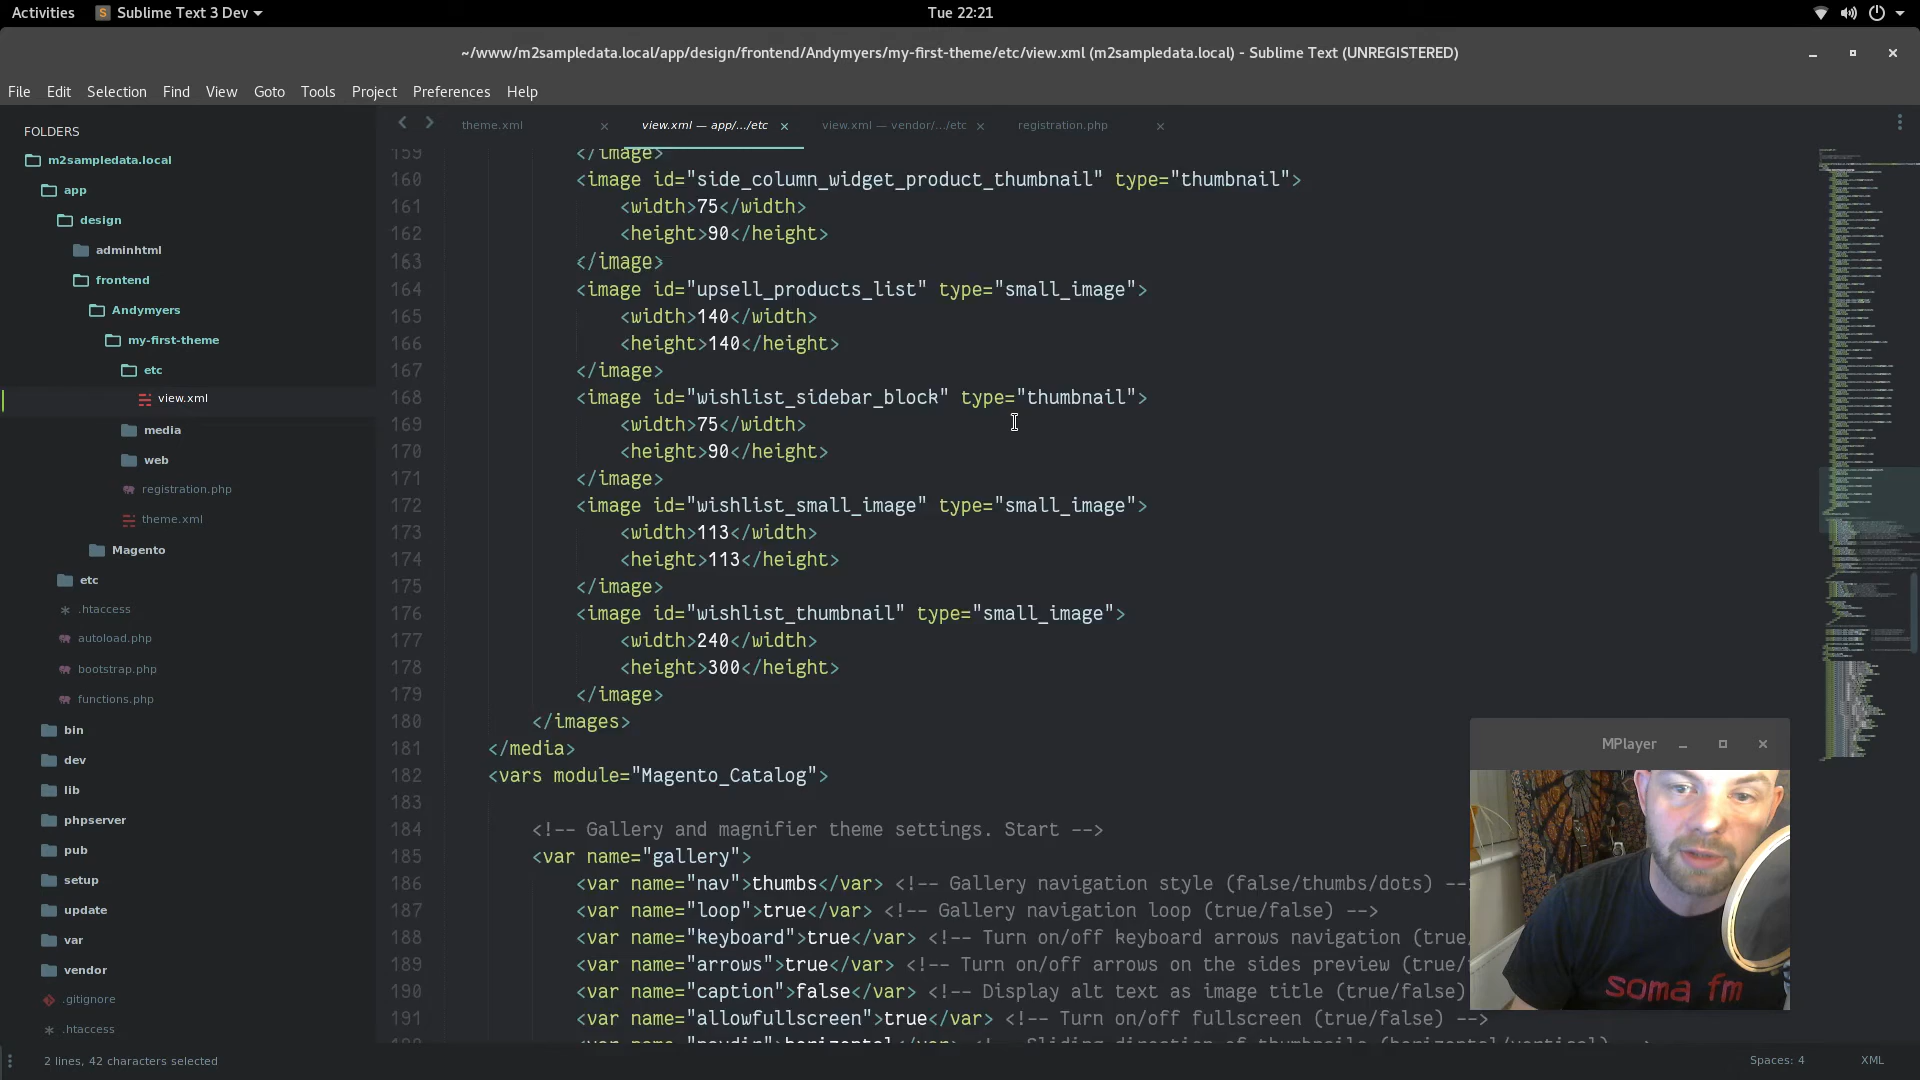 Activities Sublime Text 3 Dev Tue 22:21
~/www/m2sampledata.local/app/design/frontend/Andymyers/my-first-theme/etc/view.xml (m2sampledata.local) - Sublime Text (UNREGISTERED)
File Edit Selection Find View Goto Tools Project Preferences Help
FOLDERS
m2sampledata.local
app
design
adminhtml
frontend
Andymyers
my-first-theme
etc
view.xml
media
web
registration.php
theme.xml
Magento
etc
.htaccess
autoload.php
bootstrap.php
functions.php
bin
dev
lib
phpserver
pub
setup
update
var
vendor
.gitignore
.htaccess
theme.xml view.xml — app/.../etc view.xml — vendor/.../etc registration.php
159 </image>
160 <image id="side_column_widget_product_thumbnail" type="thumbnail">
161 <width>75</width>
162 <height>90</height>
163 </image>
164 <image id="upsell_products_list" type="small_image">
165 <width>140</width>
166 <height>140</height>
167 </image>
168 <image id="wishlist_sidebar_block" type="thumbnail">
169 <width>75</width>
170 <height>90</height>
171 </image>
172 <image id="wishlist_small_image" type="small_image">
173 <width>113</width>
174 <height>113</height>
175 </image>
176 <image id="wishlist_thumbnail" type="small_image">
177 <width>240</width>
178 <height>300</height>
179 </image>
180 </images>
181 </media>
182 <vars module="Magento_Catalog">
183
184 <!-- Gallery and magnifier theme settings. Start -->
185 <var name="gallery">
186 <var name="nav">thumbs</var> <!-- Gallery navigation style (false/thumbs/dots) --
187 <var name="loop">true</var> <!-- Gallery navigation loop (true/false) -->
188 <var name="keyboard">true</var> <!-- Turn on/off keyboard arrows navigation (true/
189 <var name="arrows">true</var> <!-- Turn on/off arrows on the sides preview (true/
190 <var name="caption">false</var> <!-- Display alt text as image title (true/false)
191 <var name="allowfullscreen">true</var> <!-- Turn on/off fullscreen (true/false) -->
MPlayer
soma fm
2 lines, 42 characters selected Spaces: 4 XML